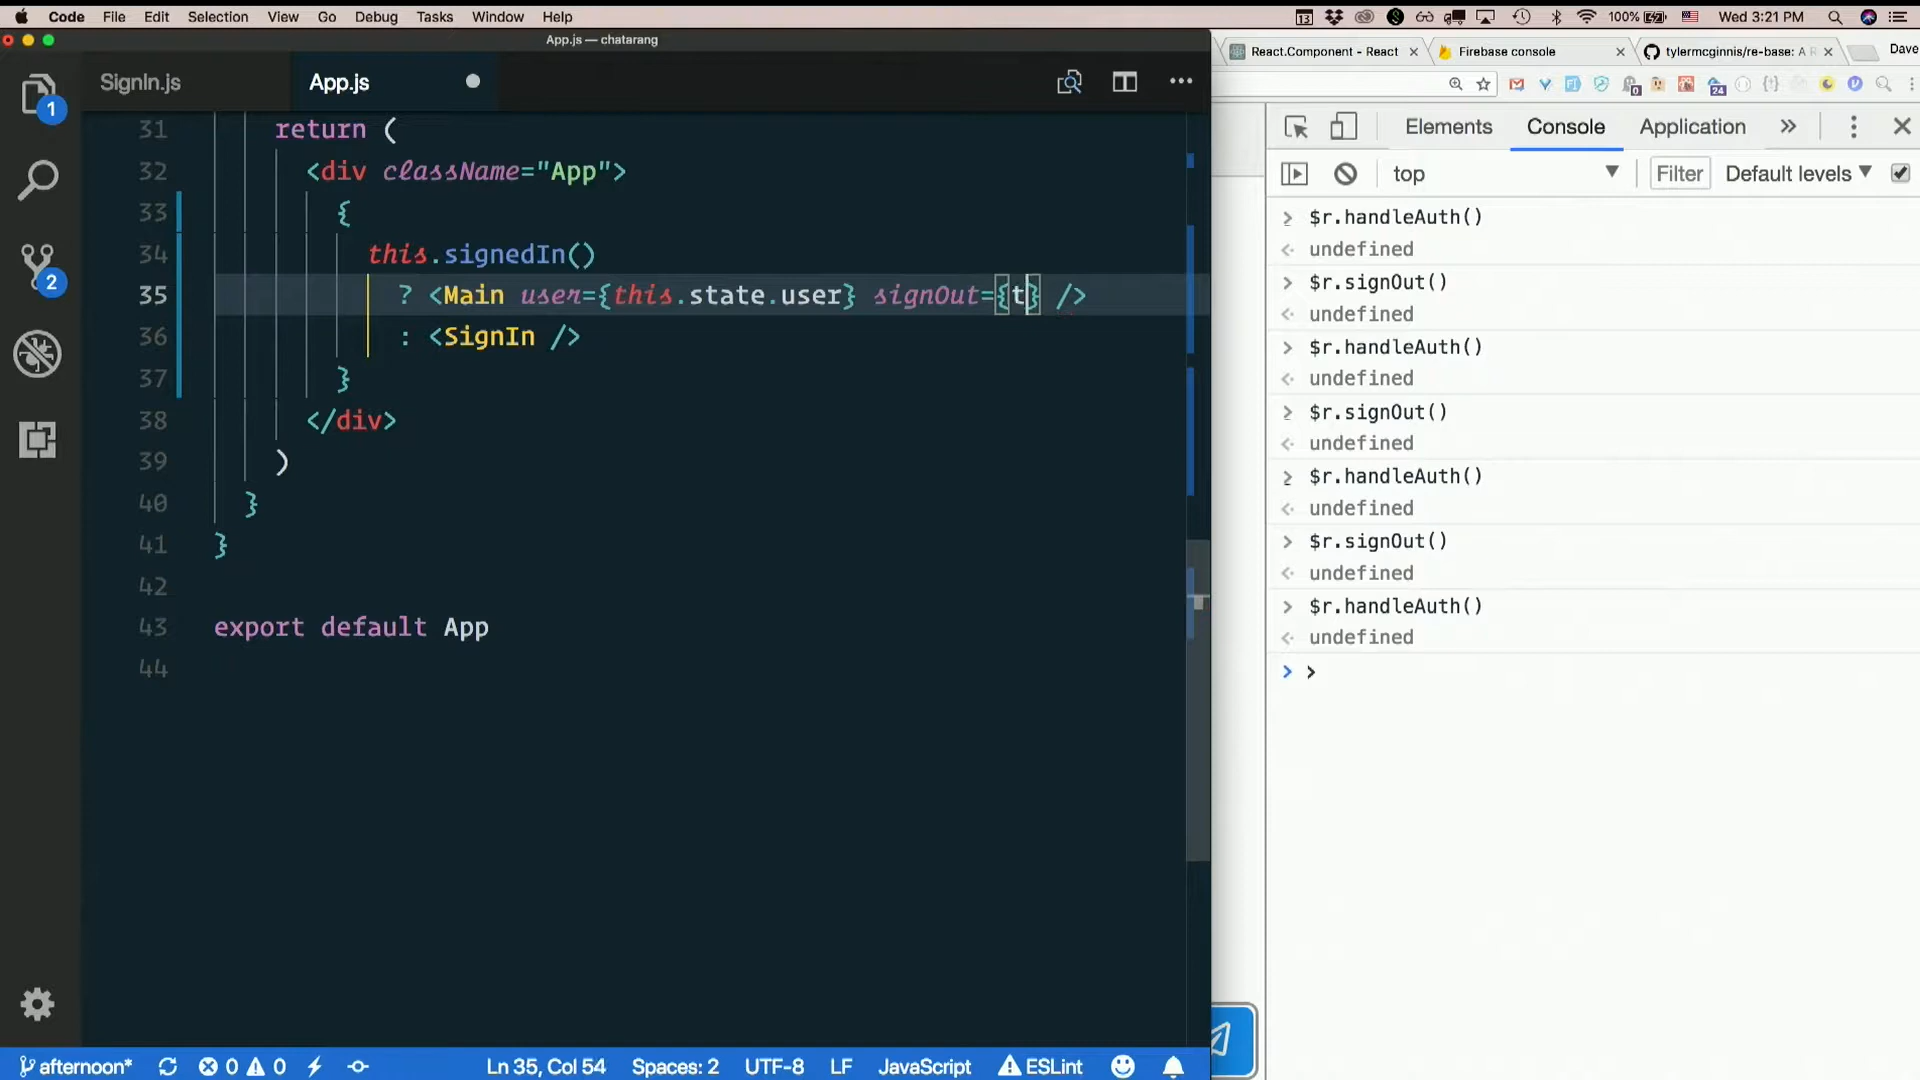 Code File Edit Selection View Go Debug Tasks Window Help
13
100%
Wed 3:21 PM
App.js — chatarang
React.Component - React
Firebase console
tylermcginnis/re-base: A R
Dave
SignIn.js
App.js
0
24
1
2
Elements Console Application »
top
Filter
Default levels
31 return (
32 <div className="App">
33 {
34 this.signedIn()
35 ? <Main user={this.state.user} signOut={t} />
36 : <SignIn />
37 }
38 </div>
39 )
40 }
41 }
42
43 export default App
44
> $r.handleAuth()
undefined
> $r.signOut()
undefined
> $r.handleAuth()
undefined
> $r.signOut()
undefined
> $r.handleAuth()
undefined
> $r.signOut()
undefined
> $r.handleAuth()
undefined
> >
afternoon* 0 0 Ln 35, Col 54 Spaces: 2 UTF-8 LF JavaScript ESLint